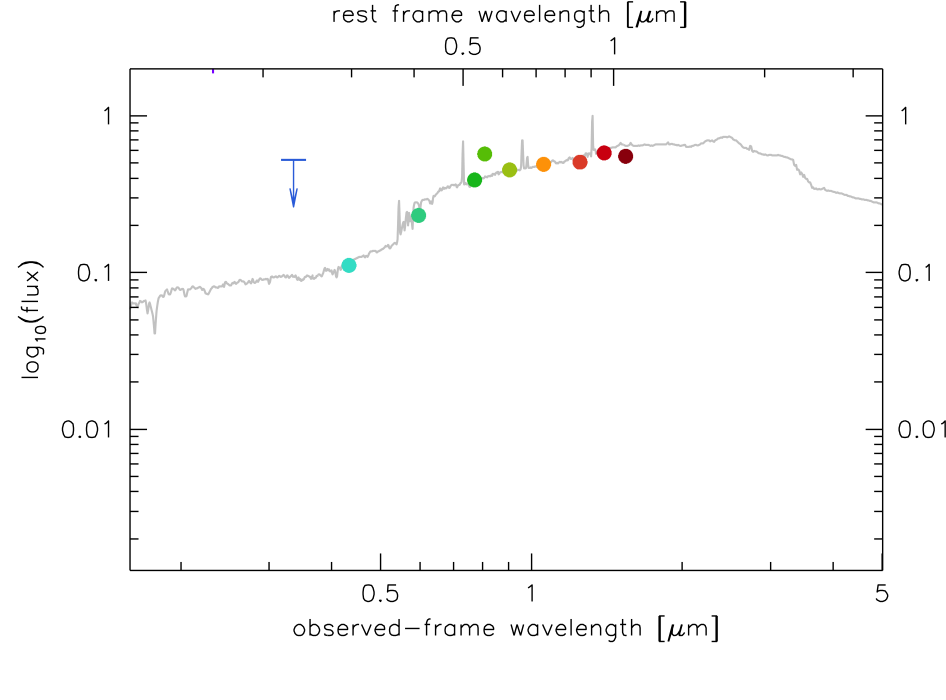 rest frame wavelength [μm]
0.5 1
1 1
0.1 0.1
0.01 0.01
log10(flux)
0.5 1 5
observed-frame wavelength [μm]